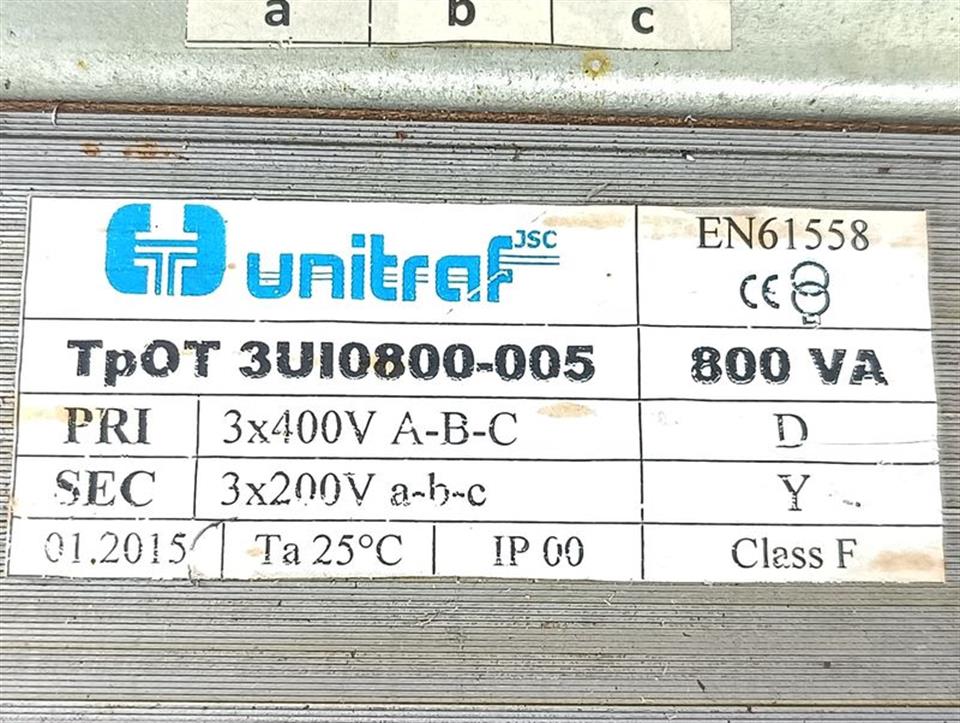 a b c
unitraf JSC
EN61558
CE
TpOT 3UI0800-005 800 VA
PRI 3x400V A-B-C D
SEC 3x200V a-b-c Y
01.2015 Ta 25°C IP 00 Class F